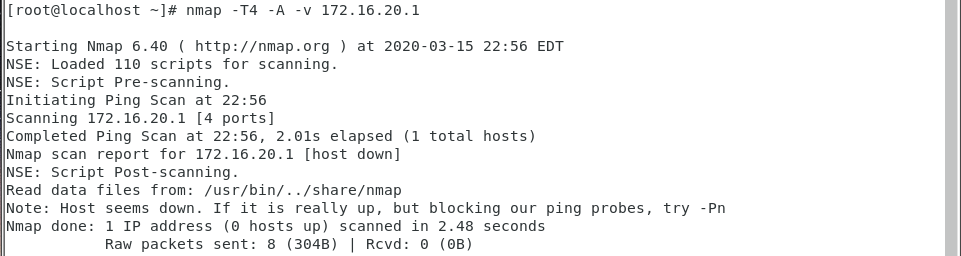 [root@localhost ~]# nmap -T4 -A -v 172.16.20.1
Starting Nmap 6.40 ( http://nmap.org ) at 2020-03-15 22:56 EDT
NSE: Loaded 110 scripts for scanning.
NSE: Script Pre-scanning.
Initiating Ping Scan at 22:56
Scanning 172.16.20.1 [4 ports]
Completed Ping Scan at 22:56, 2.01s elapsed (1 total hosts)
Nmap scan report for 172.16.20.1 [host down]
NSE: Script Post-scanning.
Read data files from: /usr/bin/../share/nmap
Note: Host seems down. If it is really up, but blocking our ping probes, try -Pn
Nmap done: 1 IP address (0 hosts up) scanned in 2.48 seconds
Raw packets sent: 8 (304B) | Rcvd: 0 (0B)